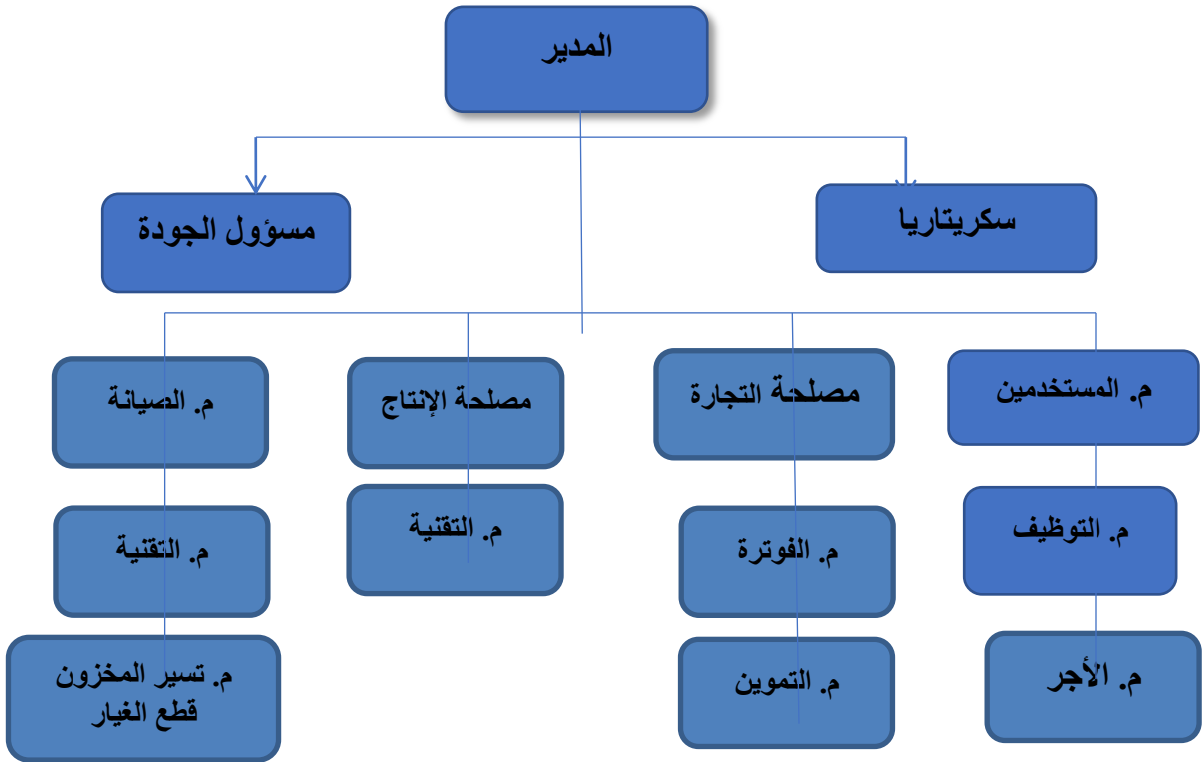 المدير
سكريتاريا
مسؤول الجودة
م. المستخدمين
مصلحة التجارة
مصلحة الإنتاج
م. الصيانة
م. التوظيف
م. الفوترة
م. التقنية
م. التقنية
م. الأجر
م. التموين
م. تسير المخزون
قطع الغيار